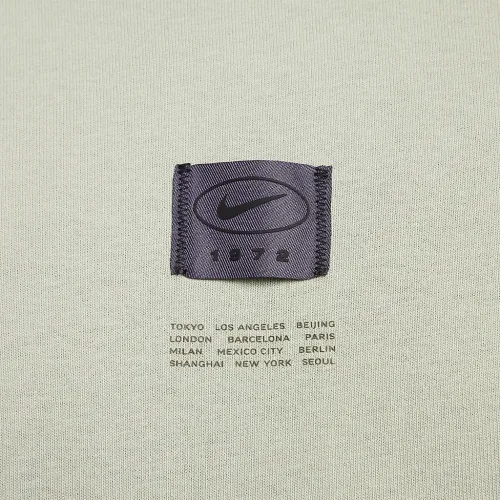 1972
TOKYO LOS ANGELES BEIJING
LONDON BARCELONA PARIS
MILAN MEXICO CITY BERLIN
SHANGHAI NEW YORK SEOUL